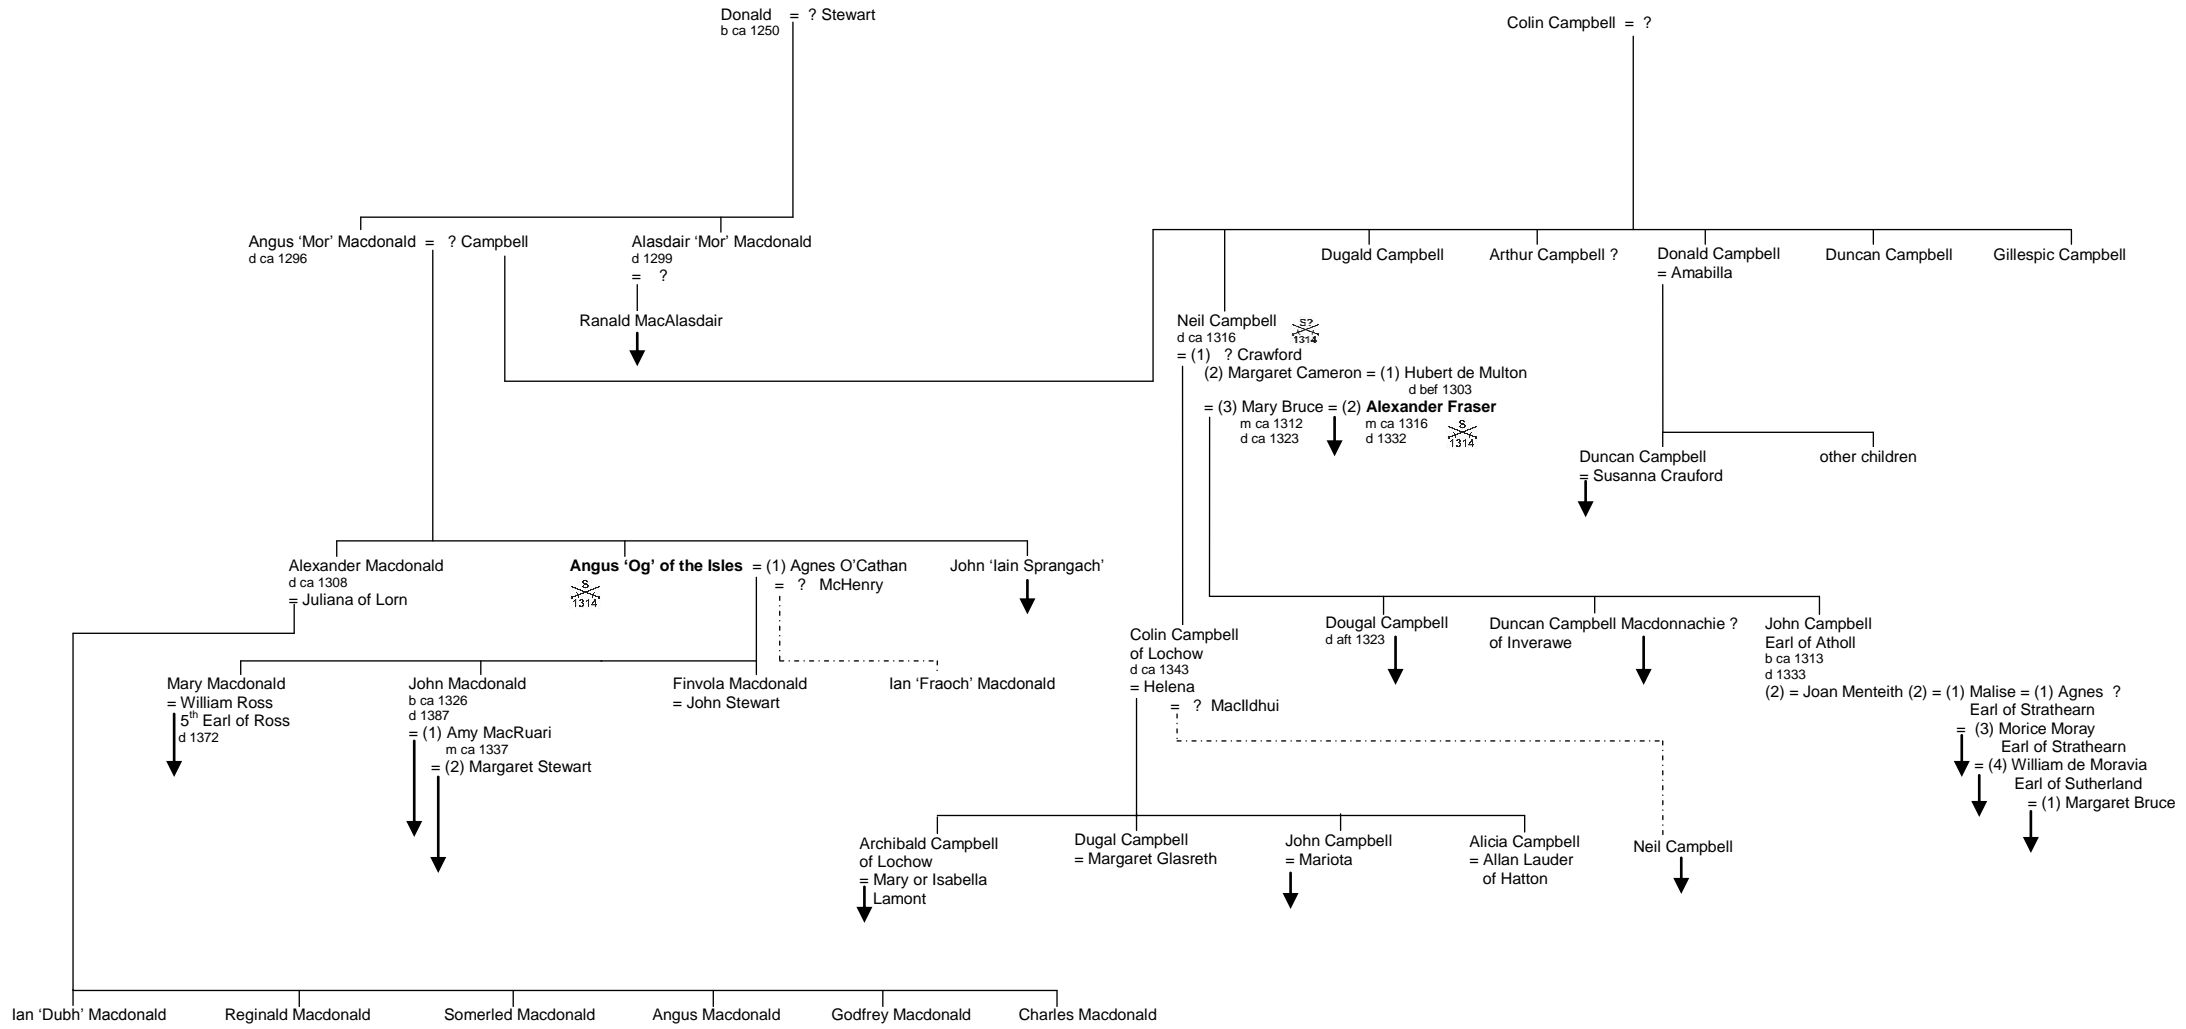 Donald = ? Stewart
b ca 1250
Colin Campbell = ?
Angus ‘Mor’ Macdonald = ? Campbell
d ca 1296
Alasdair ‘Mor’ Macdonald
d 1299
= ?
Ranald MacAlasdair
Dugald Campbell
Arthur Campbell ?
Donald Campbell
= Amabilla
Duncan Campbell
Gillespic Campbell
Neil Campbell
d ca 1316
S?
1314
= (1) ? Crawford
(2) Margaret Cameron = (1) Hubert de Multon
d bef 1303
= (3) Mary Bruce = (2) Alexander Fraser
m ca 1312
d ca 1323
m ca 1316
d 1332
S
1314
Duncan Campbell
= Susanna Crauford
other children
Alexander Macdonald
d ca 1308
= Juliana of Lorn
Angus ‘Og’ of the Isles = (1) Agnes O’Cathan
= ? McHenry
S
1314
John ‘Iain Sprangach’
Mary Macdonald
= William Ross
5th Earl of Ross
d 1372
John Macdonald
b ca 1326
d 1387
= (1) Amy MacRuari
m ca 1337
= (2) Margaret Stewart
Finvola Macdonald
= John Stewart
Ian ‘Fraoch’ Macdonald
Colin Campbell
of Lochow
d ca 1343
= Helena
= ? MacIldhui
Dougal Campbell
d aft 1323
Duncan Campbell Macdonnachie ?
of Inverawe
John Campbell
Earl of Atholl
b ca 1313
d 1333
(2) = Joan Menteith (2) = (1) Malise = (1) Agnes ?
Earl of Strathearn
= (3) Morice Moray
Earl of Strathearn
= (4) William de Moravia
Earl of Sutherland
= (1) Margaret Bruce
Archibald Campbell
of Lochow
= Mary or Isabella
Lamont
Dugal Campbell
= Margaret Glasreth
John Campbell
= Mariota
Alicia Campbell
= Allan Lauder
of Hatton
Neil Campbell
Ian ‘Dubh’ Macdonald
Reginald Macdonald
Somerled Macdonald
Angus Macdonald
Godfrey Macdonald
Charles Macdonald